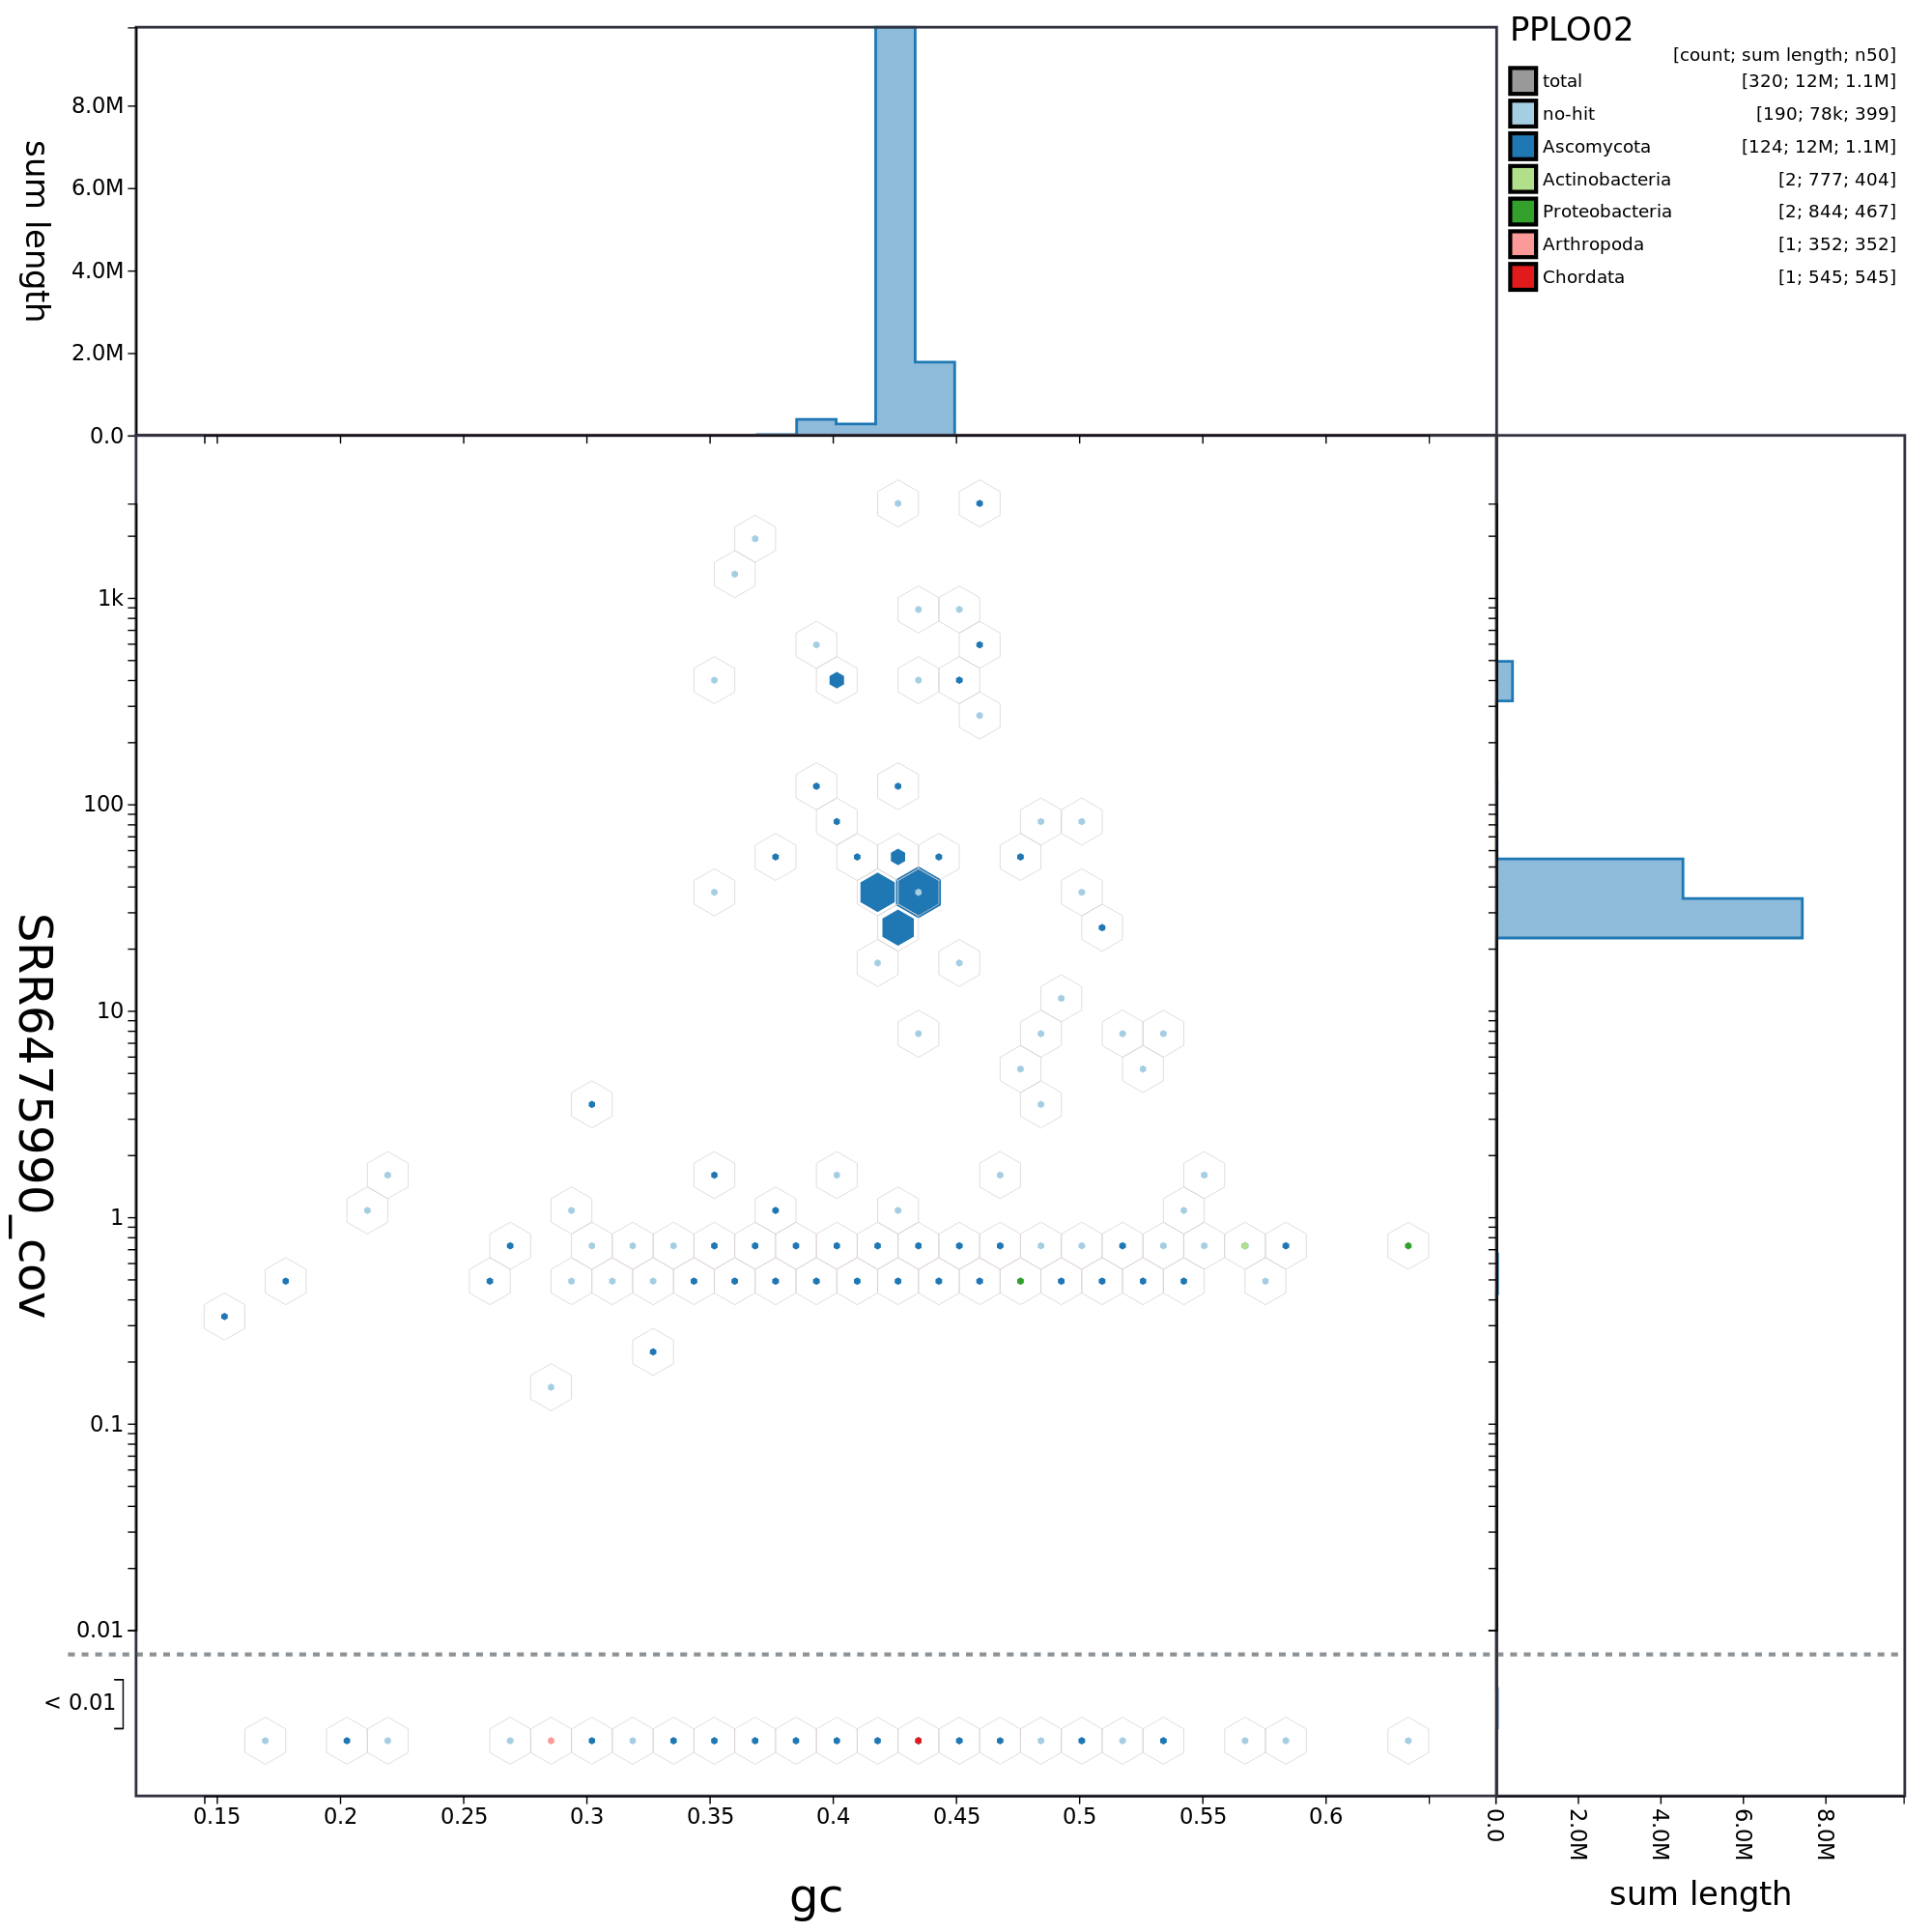 PPLO02
[count; sum length; n50]
total [320; 12M; 1.1M]
no-hit [190; 78k; 399]
Ascomycota [124; 12M; 1.1M]
Actinobacteria [2; 777; 404]
Proteobacteria [2; 844; 467]
Arthropoda [1; 352; 352]
Chordata [1; 545; 545]
sum length
8.0M
6.0M
4.0M
2.0M
0.0
SRR6475990_cov
1k
100
10
1
0.1
0.01
< 0.01
0.15 0.2 0.25 0.3 0.35 0.4 0.45 0.5 0.55 0.6
gc
0.0 2.0M 4.0M 6.0M 8.0M
sum length